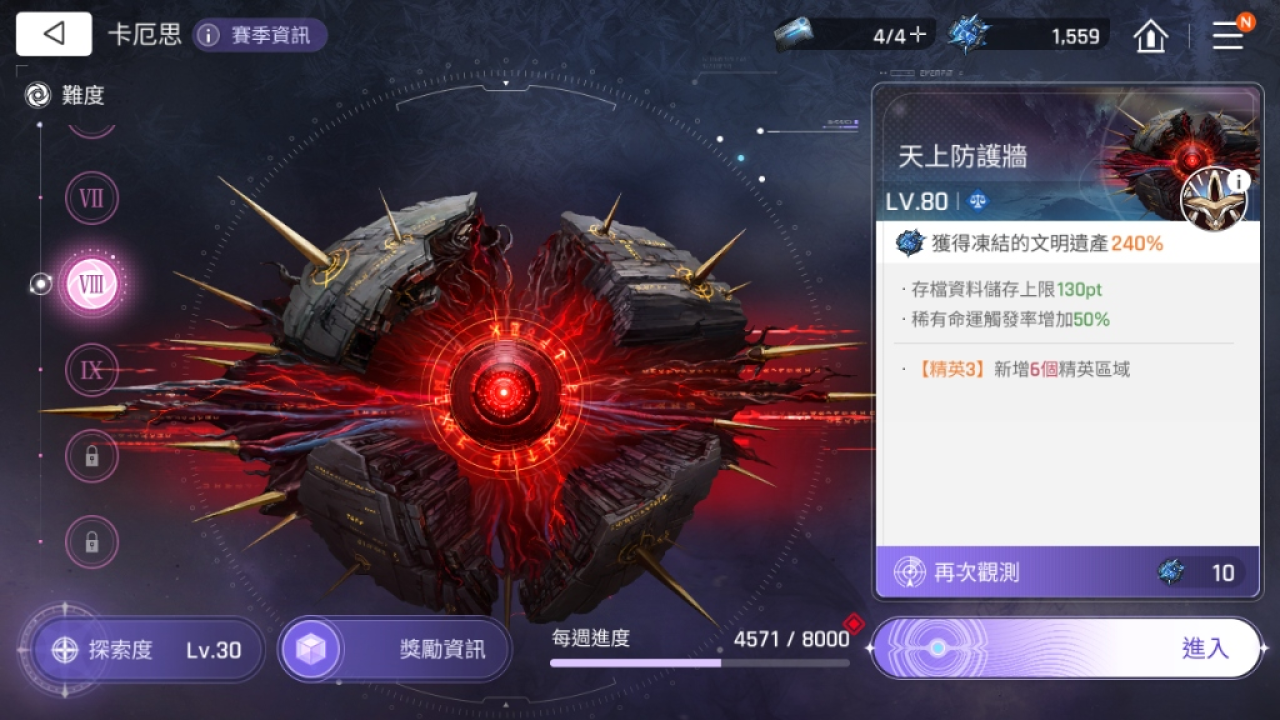 卡厄思
賽季資訊
4/4+
1,559
N
難度
VII
VIII
IX
天上防護牆
LV.80
獲得凍結的文明遺產240%
·存檔資料儲存上限130pt
·稀有命運觸發率增加50%
·【精英3】新增6個精英區域
再次觀測
10
探索度 Lv.30
獎勵資訊
每週進度
4571 / 8000
進入